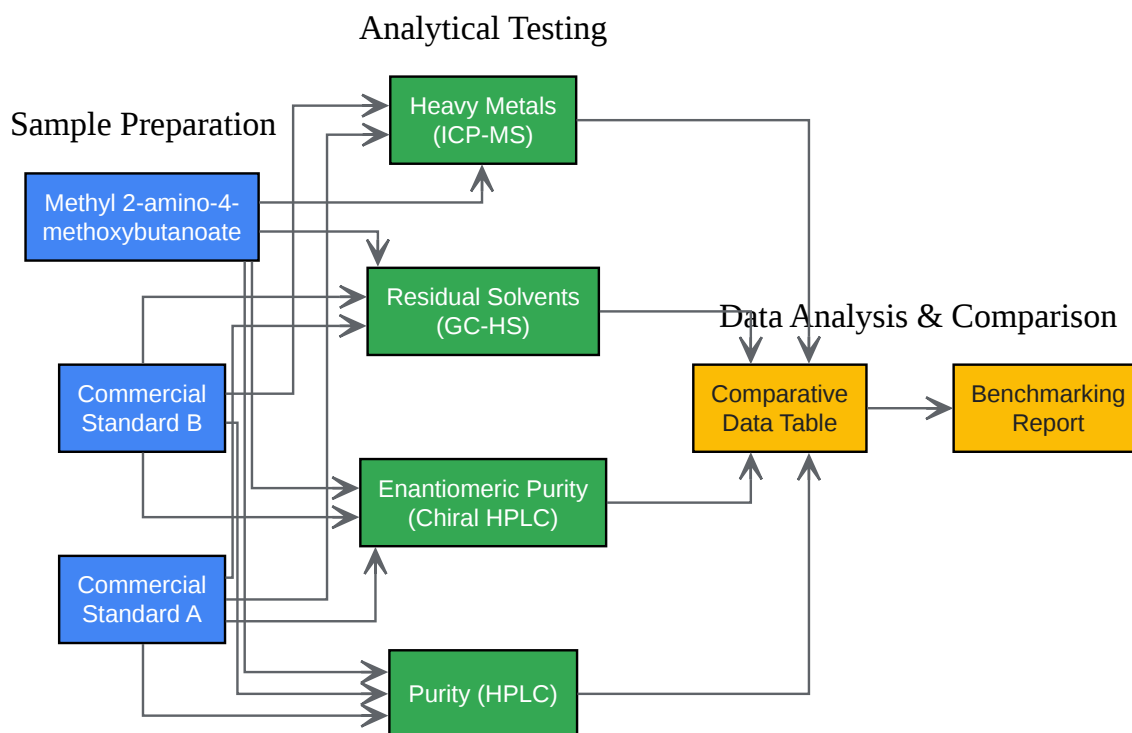 Analytical Testing
Sample Preparation
Heavy Metals
(ICP-MS)
Methyl 2-amino-4-
methoxybutanoate
Residual Solvents
(GC-HS)
Data Analysis & Comparison
Commercial
Standard B
Comparative
Data Table
Benchmarking
Report
Enantiomeric Purity
(Chiral HPLC)
Commercial
Standard A
Purity (HPLC)